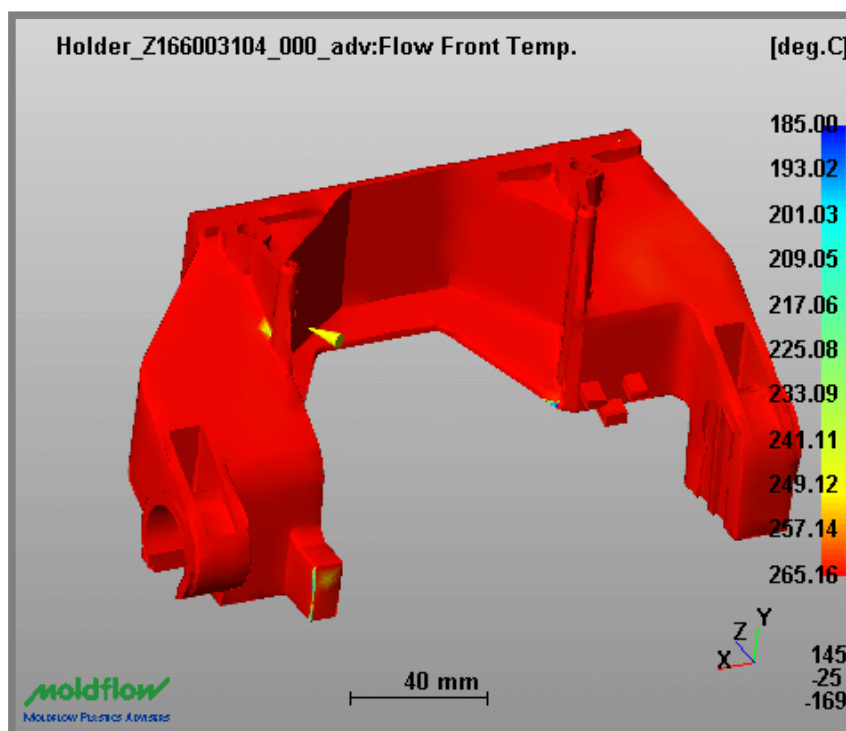 Holder_Z166003104_000_adv:Flow Front Temp. [deg.C]
185.00
193.02
201.03
209.05
217.06
225.08
233.09
241.11
249.12
257.14
265.16
Y
Z
X
145
-25
-169
40 mm
moldflow
MOLDFLOW PLASTICS ADVISERS